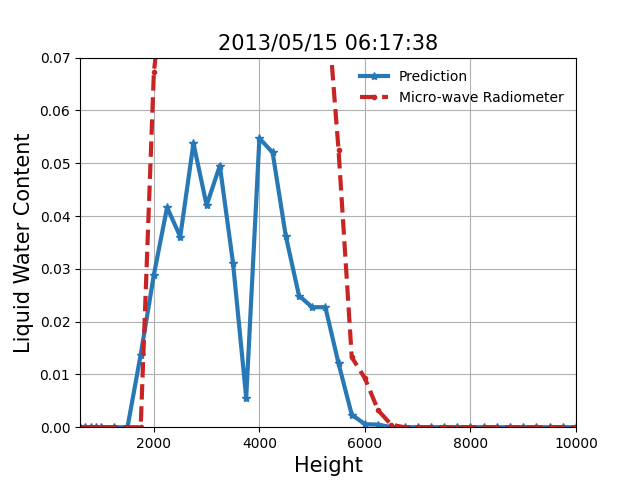 2013/05/15 06:17:38
0.07
0.06
0.05
0.04
0.03
0.02
0.01
0.00
Liquid Water Content
Prediction
Micro-wave Radiometer
2000 4000 6000 8000 10000
Height